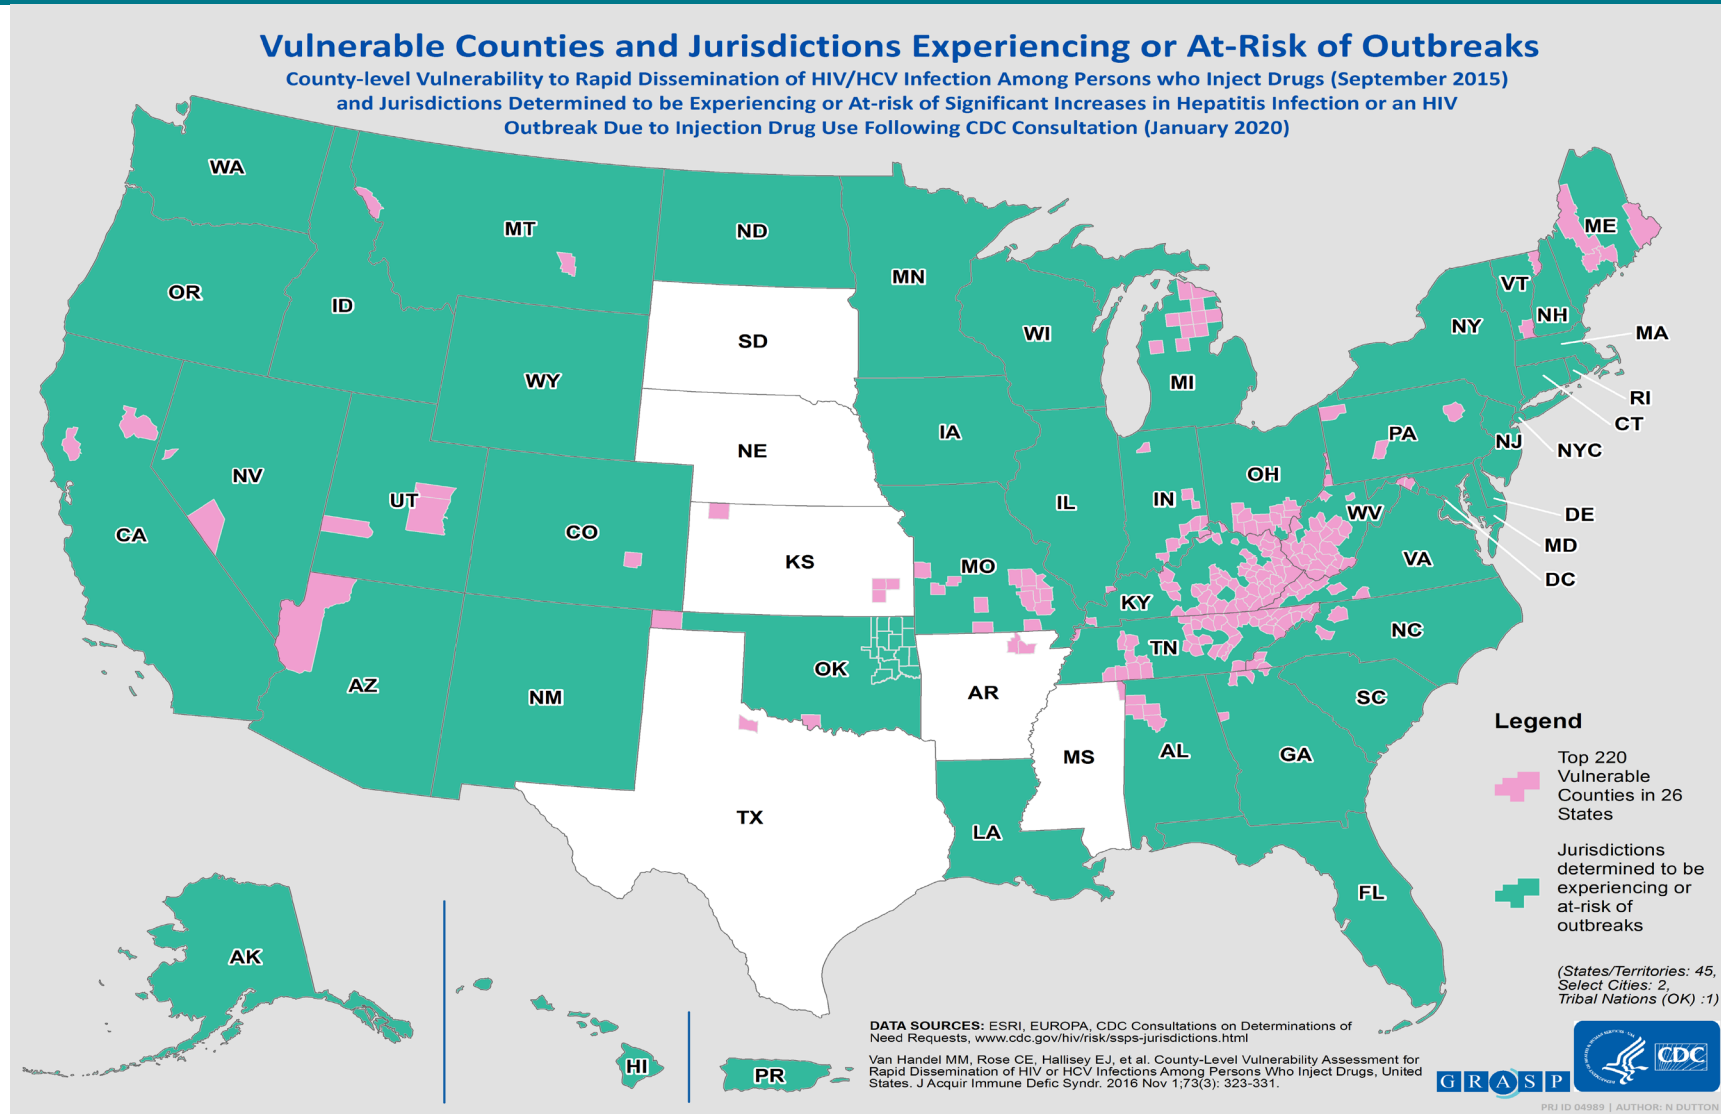 Vulnerable Counties and Jurisdictions Experiencing or At-Risk of Outbreaks
County-level Vulnerability to Rapid Dissemination of HIV/HCV Infection Among Persons who Inject Drugs (September 2015)
and Jurisdictions Determined to be Experiencing or At-risk of Significant Increases in Hepatitis Infection or an HIV
Outbreak Due to Injection Drug Use Following CDC Consultation (January 2020)
WA
MT
ND
MN
ME
OR
ID
SD
WI
VT
NH
NY
MA
WY
MI
RI
CT
IA
NE
PA
NJ
NYC
NV
UT
OH
IL
IN
WV
DE
CA
CO
KS
MO
VA
MD
DC
KY
NC
TN
OK
AZ
NM
AR
SC
MS
AL
GA
TX
LA
FL
AK
HI
PR
Legend
Top 220
Vulnerable
Counties in 26
States
Jurisdictions
determined to be
experiencing or
at-risk of
outbreaks
(States/Territories: 45,
Select Cities: 2,
Tribal Nations (OK) :1)
DATA SOURCES: ESRI, EUROPA, CDC Consultations on Determinations of
Need Requests, www.cdc.gov/hiv/risk/ssps-jurisdictions.html
Van Handel MM, Rose CE, Hallisey EJ, et al. County-Level Vulnerability Assessment for
Rapid Dissemination of HIV or HCV Infections Among Persons Who Inject Drugs, United
States. J Acquir Immune Defic Syndr. 2016 Nov 1;73(3): 323-331.
GRASP
CDC
PRJ ID 04989 | AUTHOR: N DUTTON